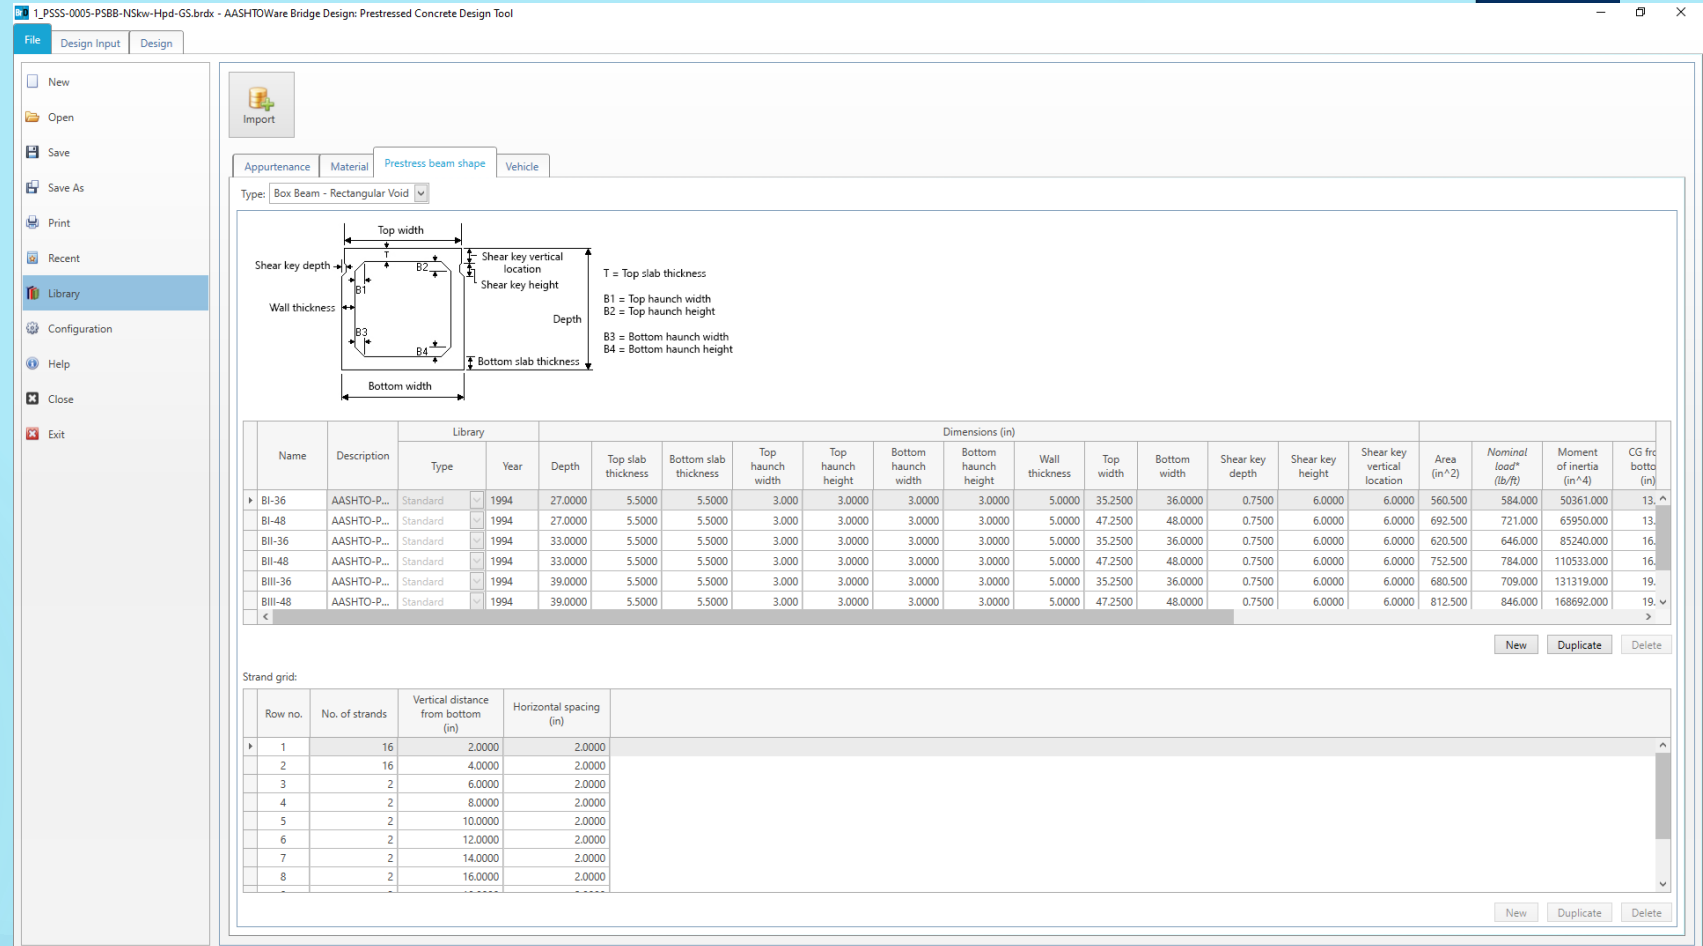 BrD 1_PSSS-0005-PSBB-NSkw-Hpd-GS.brdx - AASHTOWare Bridge Design: Prestressed Concrete Design Tool
File Design Input Design
New
Open
Save
Save As
Print
Recent
Library
Configuration
Help
Close
Exit
Import
Appurtenance Material Prestress beam shape Vehicle
Type: Box Beam - Rectangular Void
Top width
T
Shear key depth
B2
Shear key vertical
location
Shear key height
B1
Wall thickness
Depth
B3
B4
Bottom slab thickness
Bottom width
T = Top slab thickness
B1 = Top haunch width
B2 = Top haunch height
B3 = Bottom haunch width
B4 = Bottom haunch height
Library Dimensions (in)
Name Description Type Year Depth Top slab thickness Bottom slab thickness Top haunch width Top haunch height Bottom haunch width Bottom haunch height Wall thickness Top width Bottom width Shear key depth Shear key height Shear key vertical location Area (in^2) Nominal load* (lb/ft) Moment of inertia (in^4) CG fro botto (in)
BI-36 AASHTO-P... Standard 1994 27.0000 5.5000 5.5000 3.000 3.0000 3.0000 3.0000 5.0000 35.2500 36.0000 0.7500 6.0000 6.0000 560.500 584.000 50361.000 13.
BI-48 AASHTO-P... Standard 1994 27.0000 5.5000 5.5000 3.000 3.0000 3.0000 3.0000 5.0000 47.2500 48.0000 0.7500 6.0000 6.0000 692.500 721.000 65950.000 13.
BII-36 AASHTO-P... Standard 1994 33.0000 5.5000 5.5000 3.000 3.0000 3.0000 3.0000 5.0000 35.2500 36.0000 0.7500 6.0000 6.0000 620.500 646.000 85240.000 16.
BII-48 AASHTO-P... Standard 1994 33.0000 5.5000 5.5000 3.000 3.0000 3.0000 3.0000 5.0000 47.2500 48.0000 0.7500 6.0000 6.0000 752.500 784.000 110533.000 16.
BIII-36 AASHTO-P... Standard 1994 39.0000 5.5000 5.5000 3.000 3.0000 3.0000 3.0000 5.0000 35.2500 36.0000 0.7500 6.0000 6.0000 680.500 709.000 131319.000 19.
BIII-48 AASHTO-P... Standard 1994 39.0000 5.5000 5.5000 3.000 3.0000 3.0000 3.0000 5.0000 47.2500 48.0000 0.7500 6.0000 6.0000 812.500 846.000 168692.000 19.
New Duplicate Delete
Strand grid:
Row no. No. of strands Vertical distance from bottom (in) Horizontal spacing (in)
1 16 2.0000 2.0000
2 16 4.0000 2.0000
3 2 6.0000 2.0000
4 2 8.0000 2.0000
5 2 10.0000 2.0000
6 2 12.0000 2.0000
7 2 14.0000 2.0000
8 2 16.0000 2.0000
New Duplicate Delete